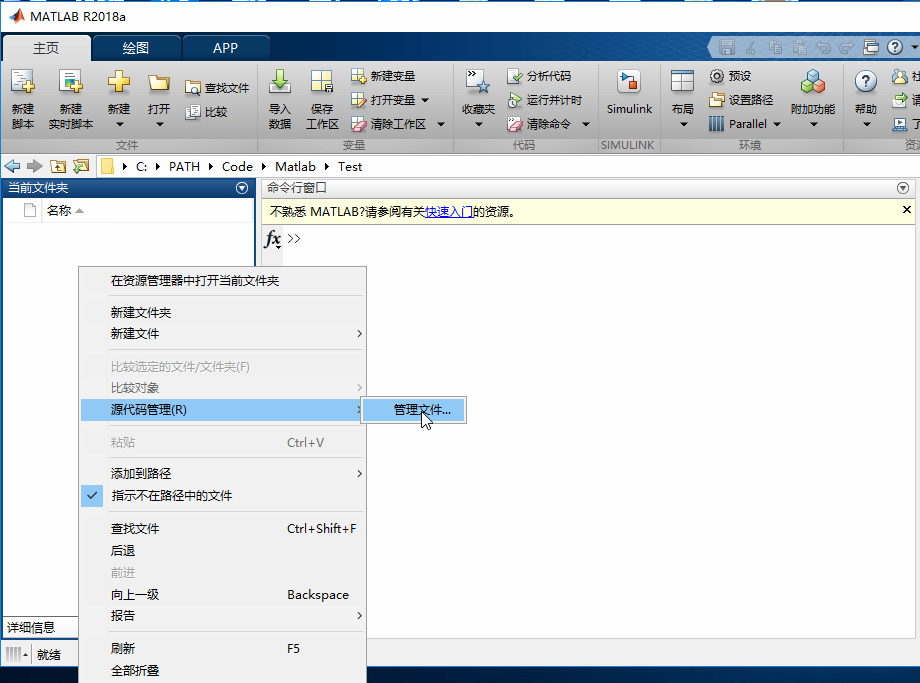 MATLAB R2018a
主页 绘图 APP
新建脚本
新建实时脚本
新建
打开
查找文件
比较
文件
导入数据
保存工作区
新建变量
打开变量
清除工作区
变量
收藏夹
分析代码
运行并计时
清除命令
代码
Simulink
SIMULINK
布局
预设
设置路径
Parallel
附加功能
环境
帮助
C: PATH Code Matlab Test
当前文件夹
名称
命令行窗口
不熟悉 MATLAB?请参阅有关快速入门的资源。
fx >>
在资源管理器中打开当前文件夹
新建文件夹
新建文件
比较选定的文件/文件夹(F)
比较对象
源代码管理(R)
管理文件...
粘贴 Ctrl+V
添加到路径
指示不在路径中的文件
查找文件 Ctrl+Shift+F
后退
前进
向上一级 Backspace
报告
刷新 F5
全部折叠
详细信息
就绪